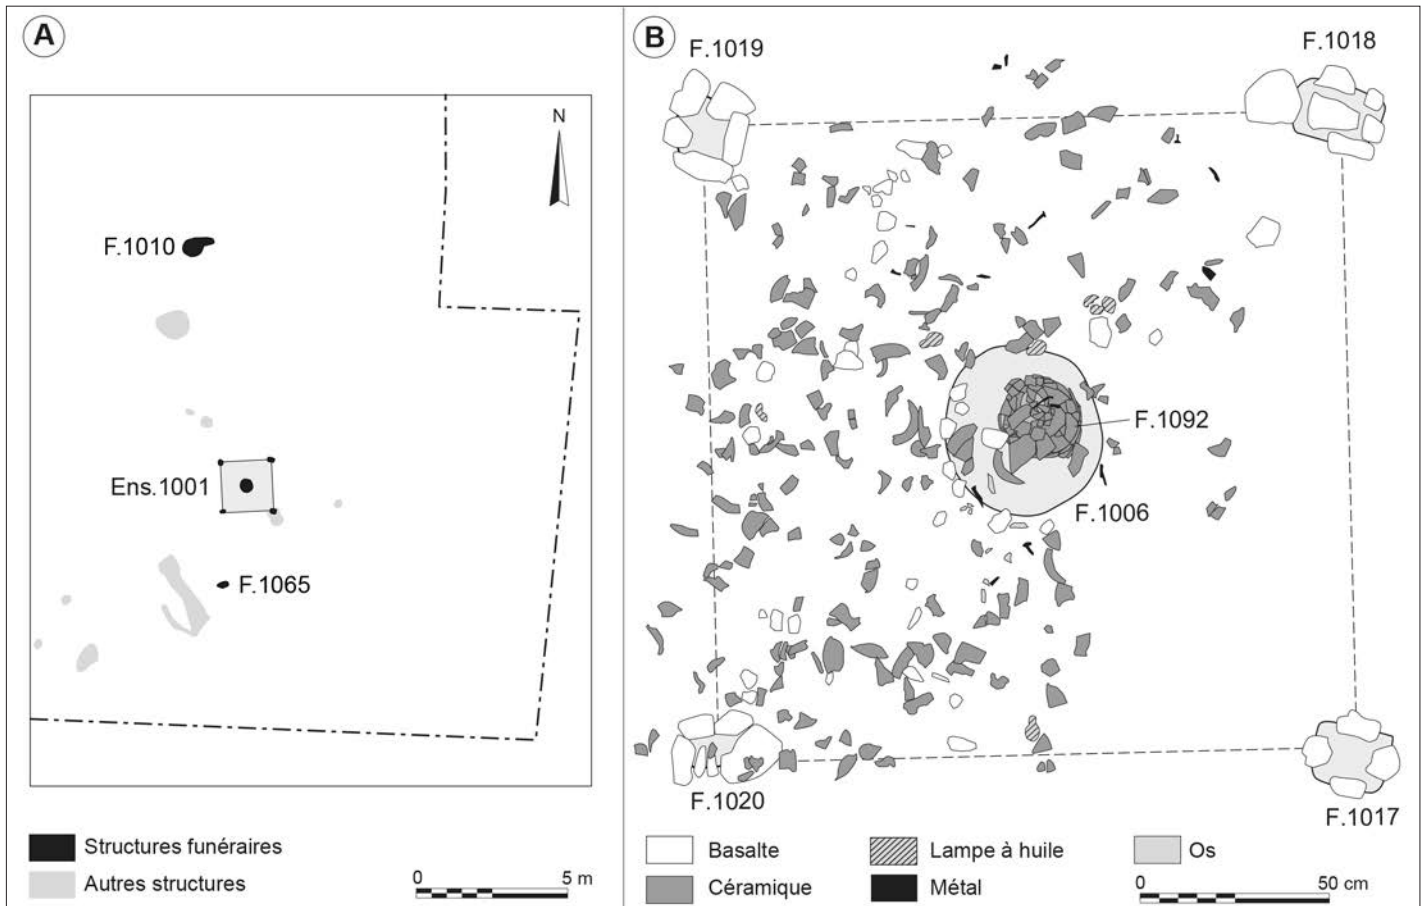 A
N
F.1010
Ens.1001
F.1065
Structures funéraires
Autres structures
0 5 m
B
F.1019
F.1018
F.1092
F.1006
F.1020
F.1017
Basalte
Céramique
Lampe à huile
Métal
Os
0 50 cm